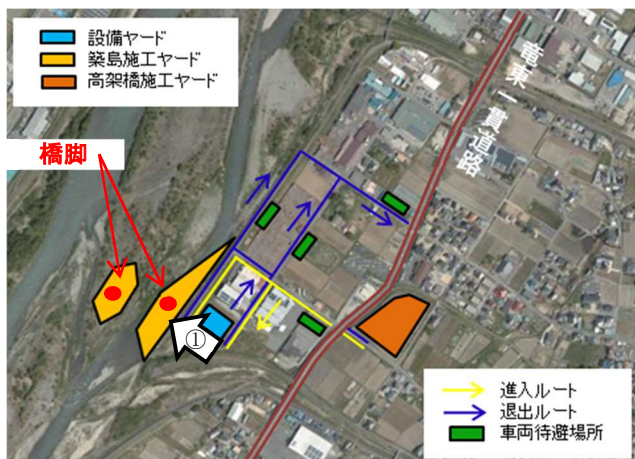 設備ヤード
築島施工ヤード
高架橋施工ヤード
竜東一貫道路
橋脚
①
進入ルート
退出ルート
車両待避場所